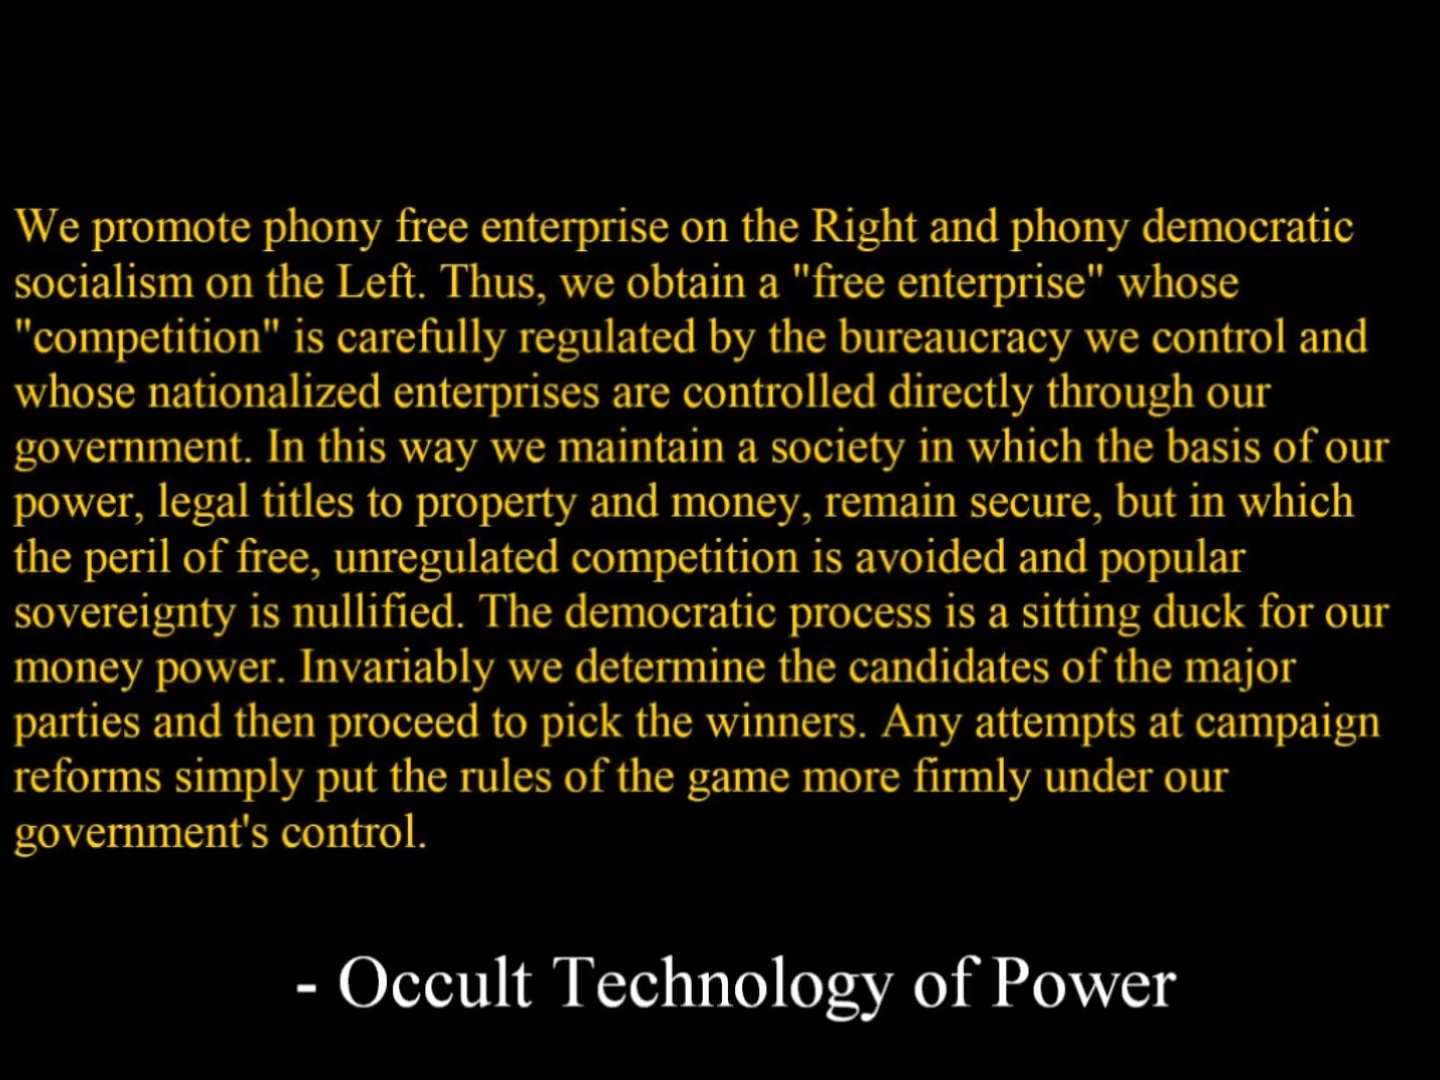 We promote phony free enterprise on the Right and phony democratic
socialism on the Left. Thus, we obtain a "free enterprise" whose
"competition" is carefully regulated by the bureaucracy we control and
whose nationalized enterprises are controlled directly through our
government. In this way we maintain a society in which the basis of our
power, legal titles to property and money, remain secure, but in which
the peril of free, unregulated competition is avoided and popular
sovereignty is nullified. The democratic process is a sitting duck for our
money power. Invariably we determine the candidates of the major
parties and then proceed to pick the winners. Any attempts at campaign
reforms simply put the rules of the game more firmly under our
government's control.
- Occult Technology of Power